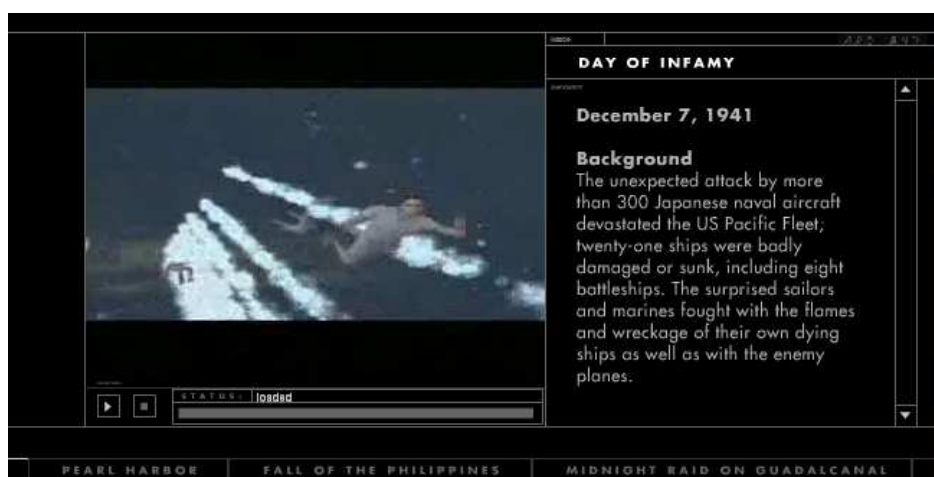 DAY OF INFAMY
December 7, 1941
Background
The unexpected attack by more
than 300 Japanese naval aircraft
devastated the US Pacific Fleet;
twenty-one ships were badly
damaged or sunk, including eight
battleships. The surprised sailors
and marines fought with the flames
and wreckage of their own dying
ships as well as with the enemy
planes.
STATUS: loaded
PEARL HARBOR
FALL OF THE PHILIPPINES
MIDNIGHT RAID ON GUADALCANAL